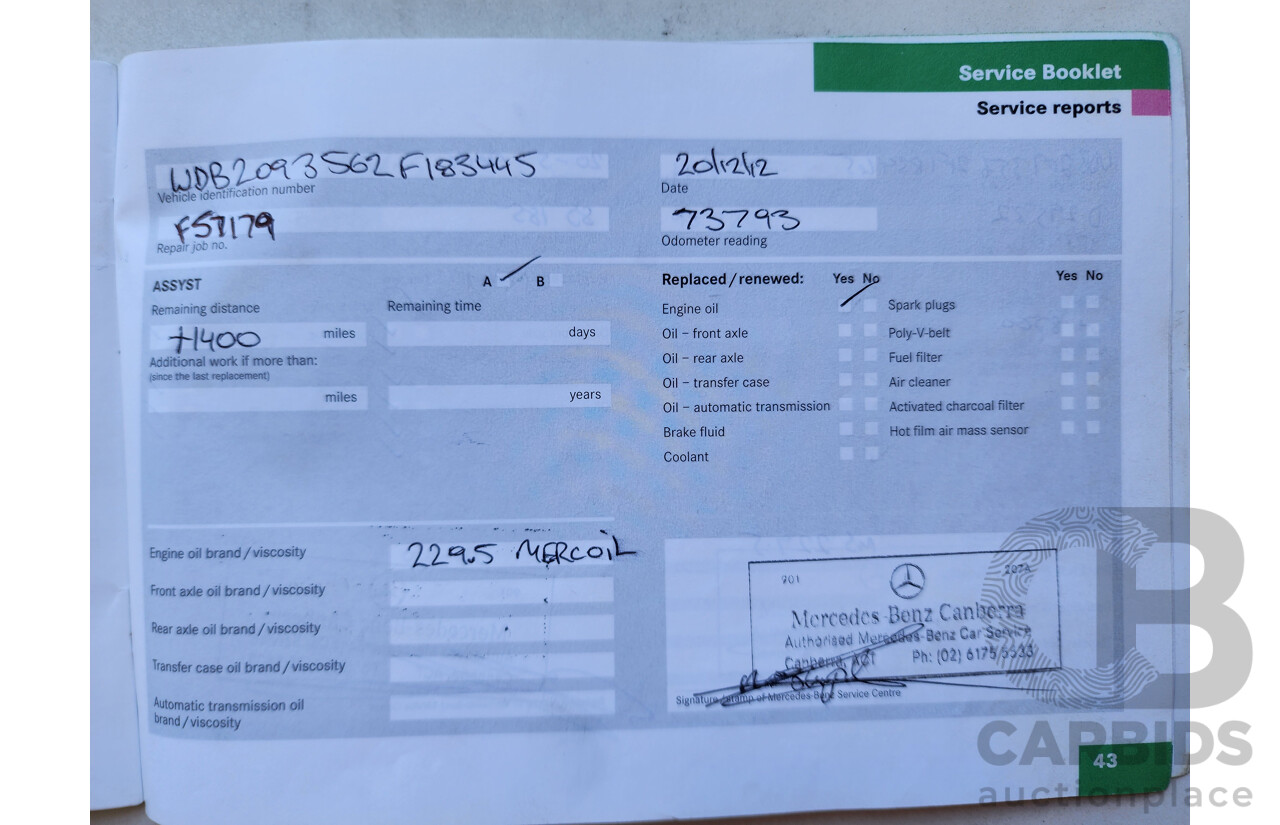 Service Booklet
Service reports
WDB2093562F183445
Vehicle identification number
20/12/12
Date
F57179
Repair job no.
73793
Odometer reading
ASSYST
A B
Remaining distance
Remaining time
+1400 miles
days
Additional work if more than:
(since the last replacement)
miles
years
Replaced/renewed: Yes No
Yes No
Engine oil
Spark plugs
Oil – front axle
Poly-V-belt
Oil – rear axle
Fuel filter
Oil – transfer case
Air cleaner
Oil – automatic transmission
Activated charcoal filter
Brake fluid
Hot film air mass sensor
Coolant
Engine oil brand/viscosity
229.5 MERCOIL
Front axle oil brand/viscosity
Rear axle oil brand/viscosity
Transfer case oil brand/viscosity
Automatic transmission oil
brand/viscosity
901 2074
Mercedes-Benz Canberra
Authorised Mercedes-Benz Car Service
Canberra, ACT Ph: (02) 6175 5533
Signature/stamp of Mercedes-Benz Service Centre
43
CARBIDS
auctionplace